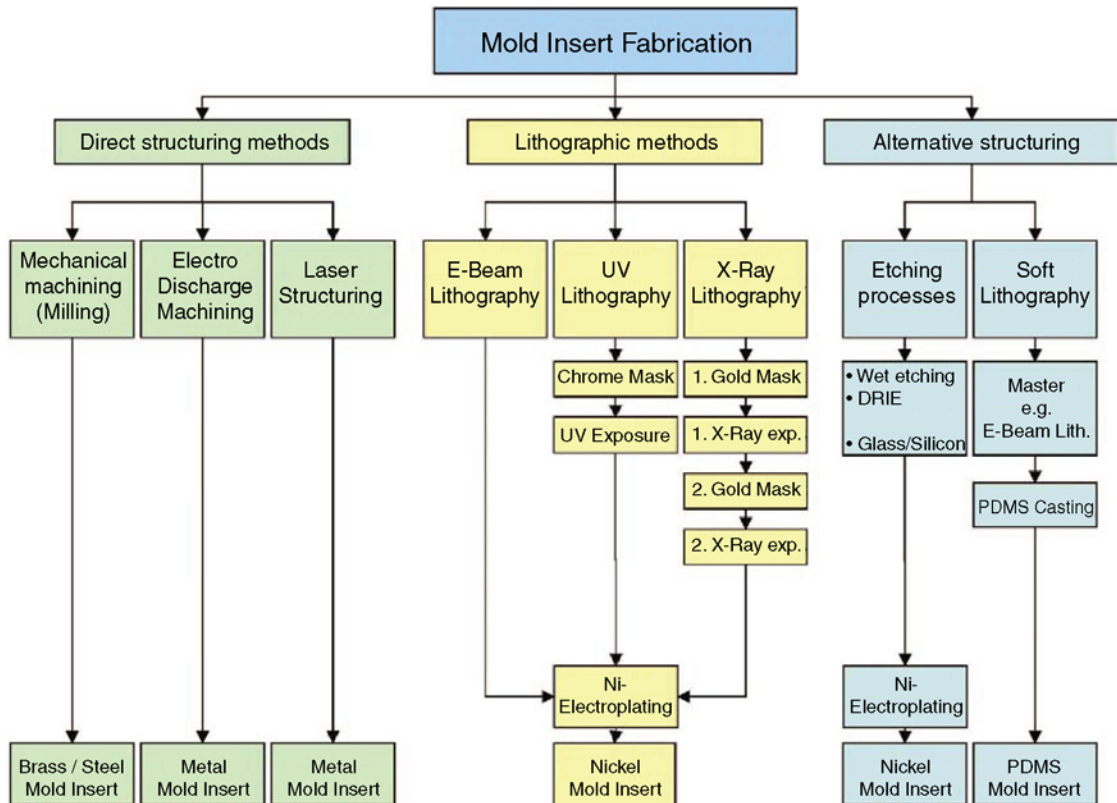 Mold Insert Fabrication
Direct structuring methods
Lithographic methods
Alternative structuring
Mechanical
machining
(Milling)
Electro
Discharge
Machining
Laser
Structuring
E-Beam
Lithography
UV
Lithography
X-Ray
Lithography
Etching
processes
Soft
Lithography
Chrome Mask
UV Exposure
1. Gold Mask
1. X-Ray exp.
2. Gold Mask
2. X-Ray exp.
• Wet etching
• DRIE
• Glass/Silicon
Master
e.g.
E-Beam Lith.
PDMS Casting
Ni-
Electroplating
Ni-
Electroplating
Brass / Steel
Mold Insert
Metal
Mold Insert
Metal
Mold Insert
Nickel
Mold Insert
Nickel
Mold Insert
PDMS
Mold Insert